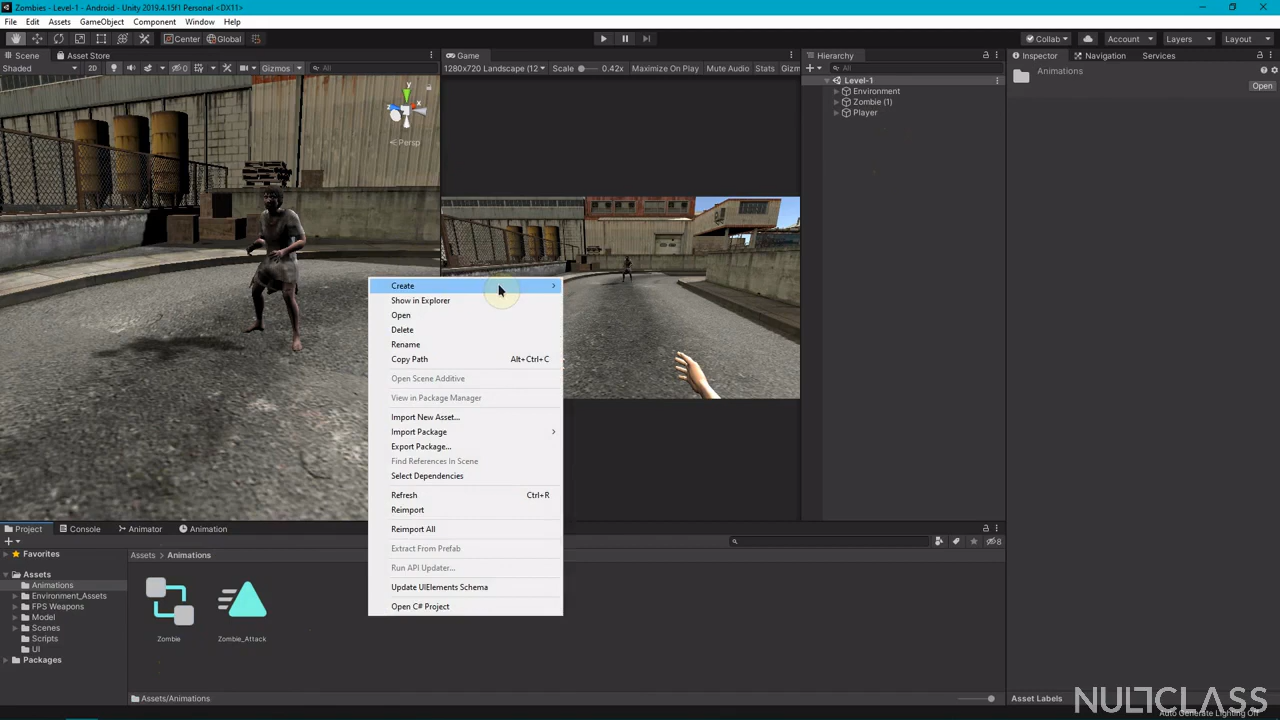 Zombies - Level-1 - Android - Unity 2019.4.15f1 Personal <DX11>
File Edit Assets GameObject Component Window Help
Center Global Collab Account Layers Layout
Scene Asset Store Game Hierarchy Inspector Navigation Services
Shaded 2D 0 Gizmos All 1280x720 Landscape (12 Scale 0.42x Maximize On Play Mute Audio Stats Gizm All Animations
Open
Level-1
Environment
Zombie (1)
Player
y
x
z
Persp
Create
Show in Explorer
Open
Delete
Rename
Copy Path Alt+Ctrl+C
Open Scene Additive
View in Package Manager
Import New Asset...
Import Package
Export Package...
Find References In Scene
Select Dependencies
Refresh Ctrl+R
Reimport
Reimport All
Extract From Prefab
Run API Updater...
Update UIElements Schema
Open C# Project
Project Console Animator Animation
8
Favorites
Assets
Animations
Environment_Assets
FPS Weapons
Model
Scenes
Scripts
UI
Packages
Assets > Animations
Zombie Zombie_Attack
Assets/Animations
Asset Labels
NULLCLASS
Auto Generate Lighting Off